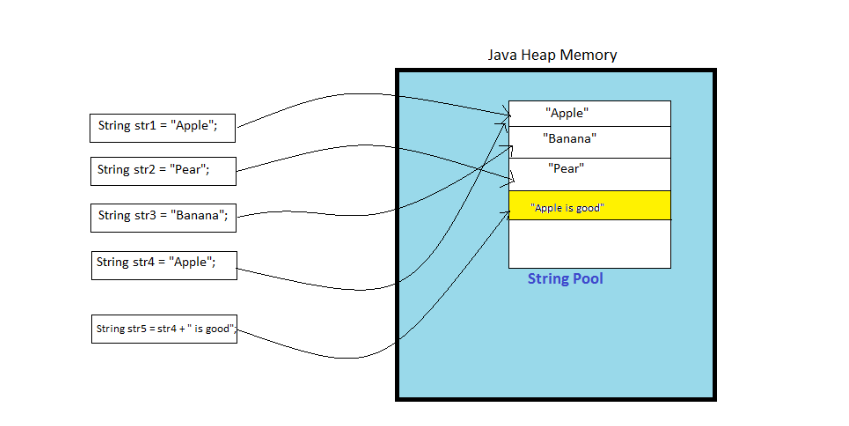 Java Heap Memory
String str1 = "Apple";
String str2 = "Pear";
String str3 = "Banana";
String str4 = "Apple";
String str5 = str4 + " is good";
"Apple"
"Banana"
"Pear"
"Apple is good"
String Pool